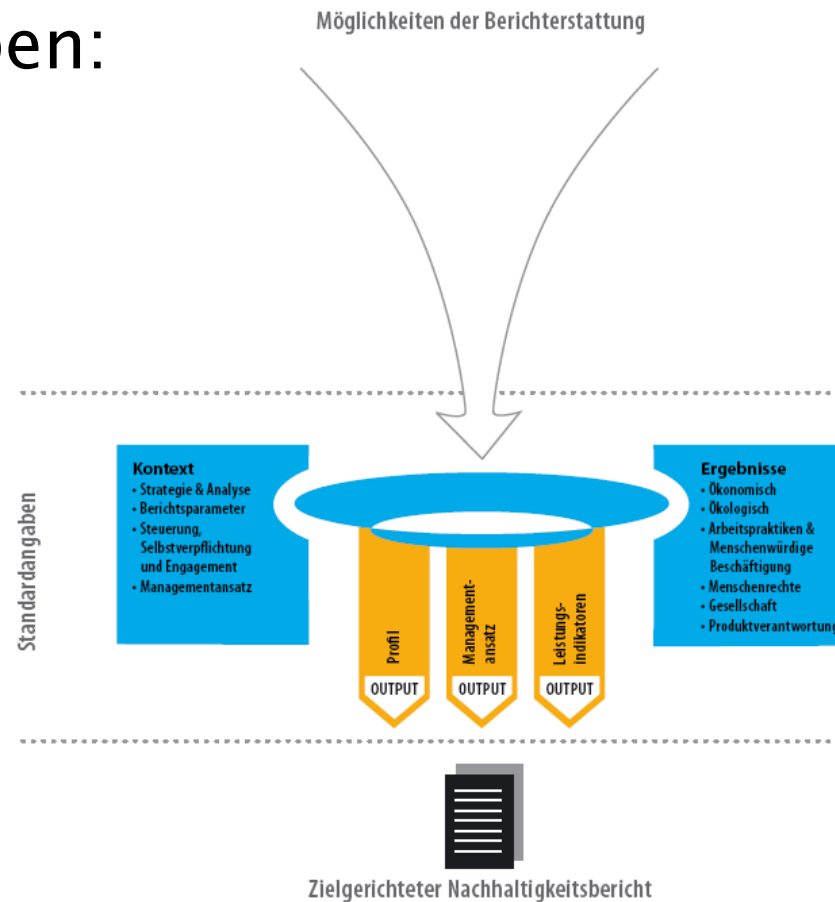 ben:
Möglichkeiten der Berichterstattung
Standardangaben
Kontext
• Strategie & Analyse
• Berichtsparameter
• Steuerung,
Selbstverpflichtung
und Engagement
• Managementansatz
Profil
Management-
ansatz
Leistungs-
indikatoren
OUTPUT
OUTPUT
OUTPUT
Ergebnisse
• Ökonomisch
• Ökologisch
• Arbeitspraktiken &
Menschenwürdige
Beschäftigung
• Menschenrechte
• Gesellschaft
• Produktverantwortung
Zielgerichteter Nachhaltigkeitsbericht